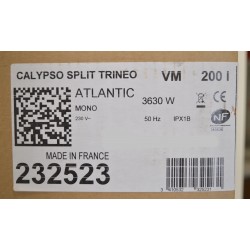 CALYPSO SPLIT TRINEO VM 200 l
ATLANTIC
MONO 3630 W
230 V~ 50 Hz IPX1B
NF
MADE IN FRANCE
232523